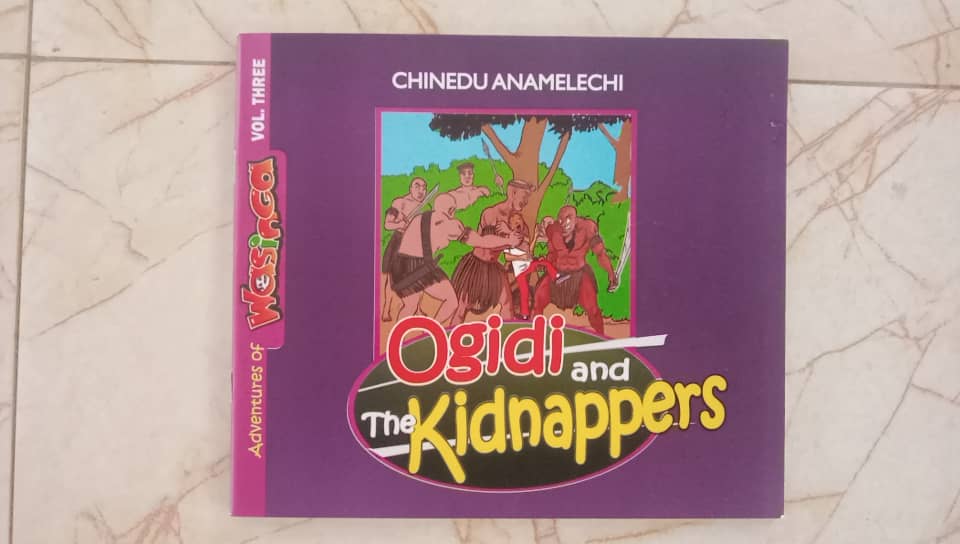 CHINEDU ANAMELECHI
Adventures of Wasinga VOL. THREE
Ogidi
and
The Kidnappers